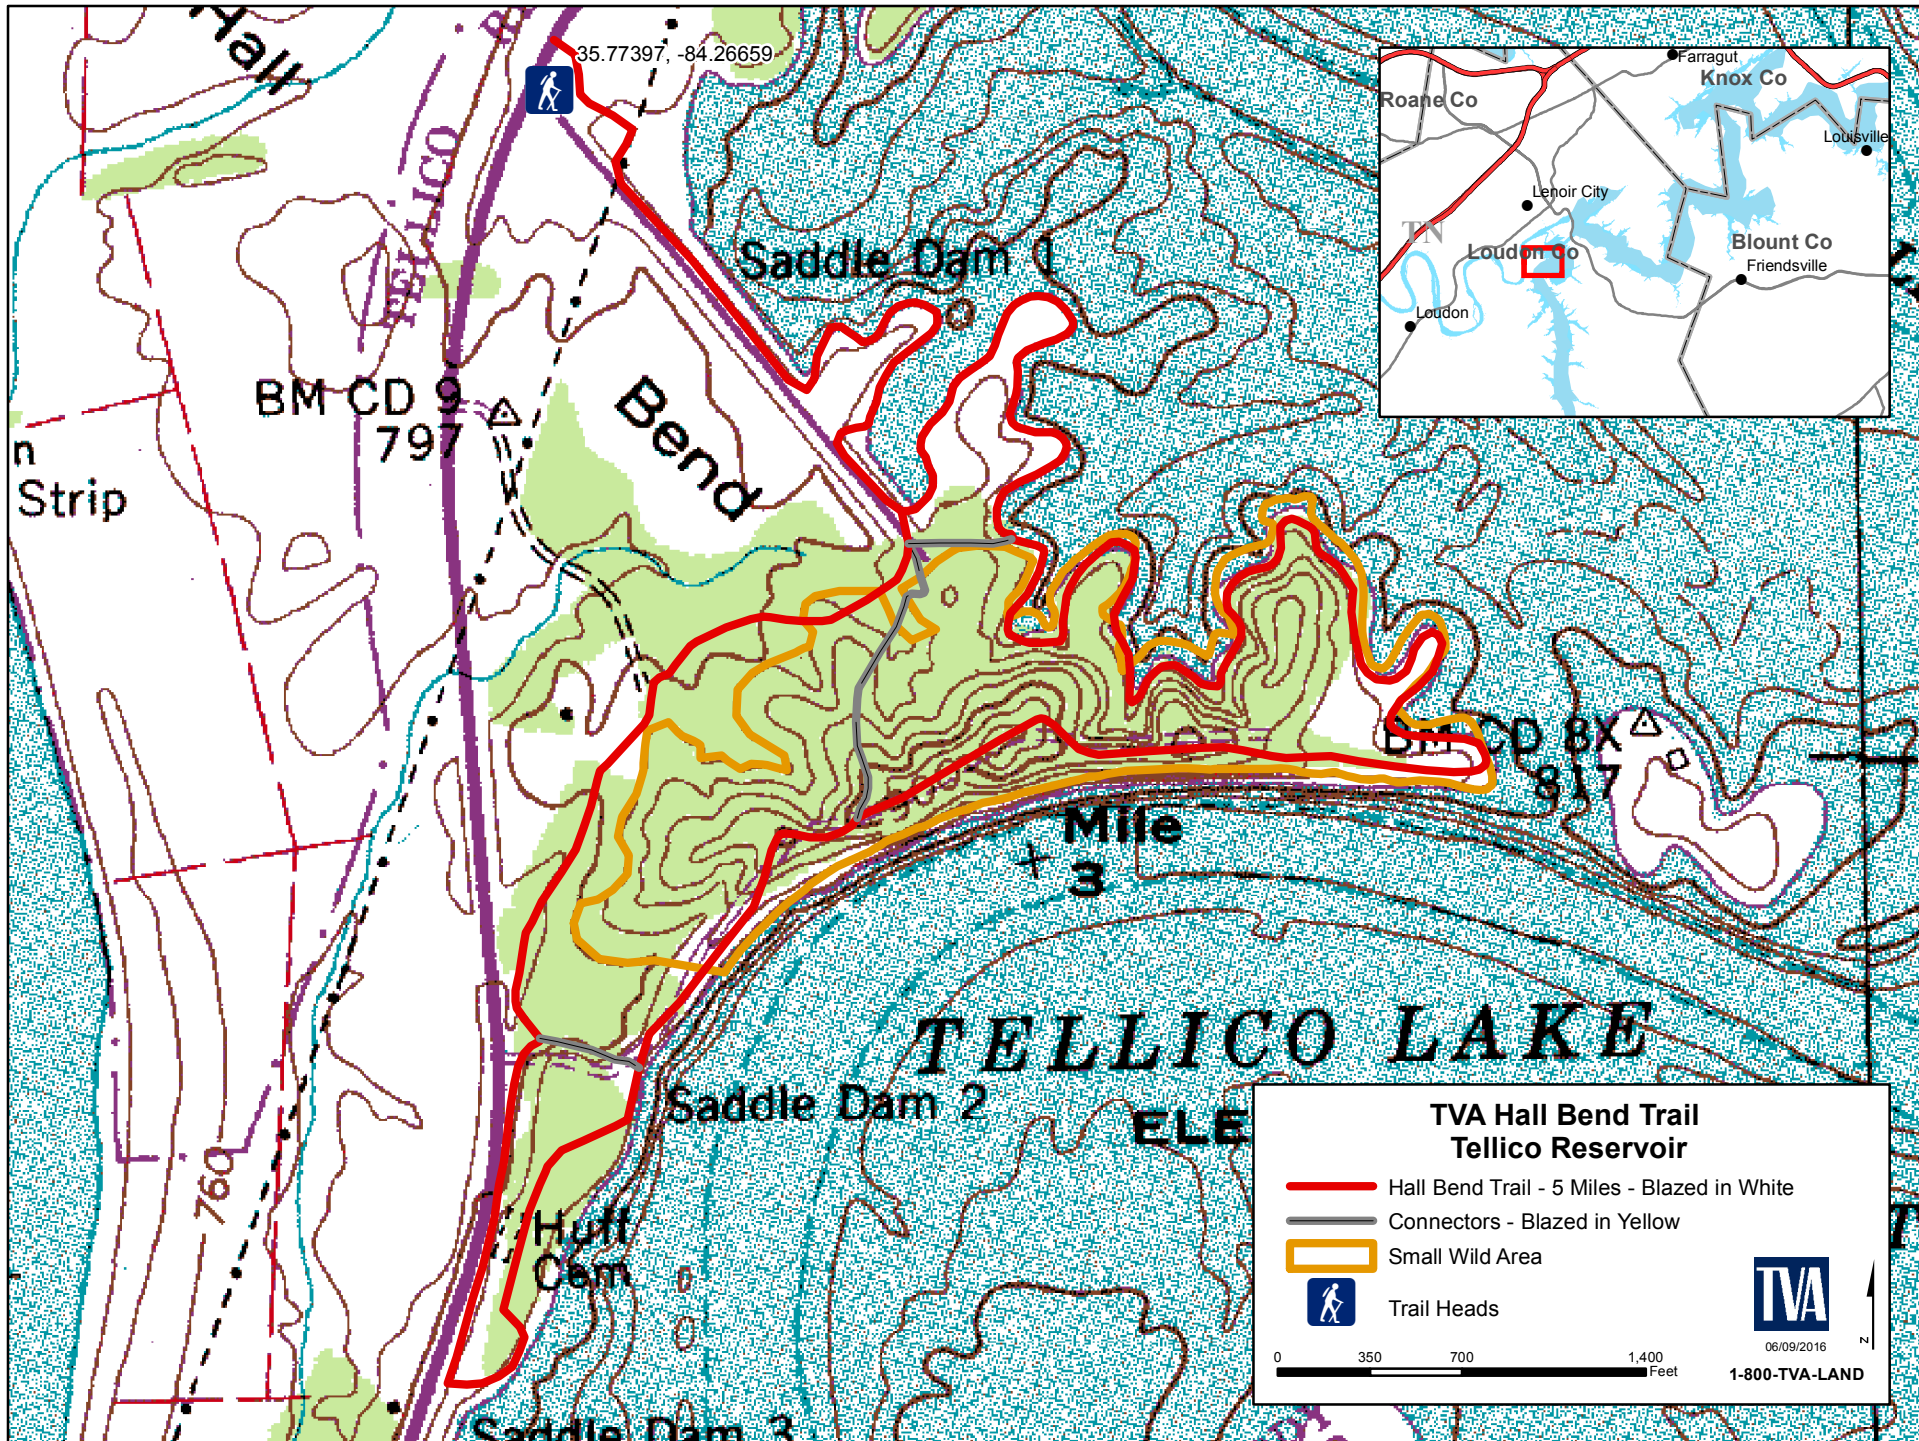 Hall
35.77397, -84.26659
TELLICO
Saddle Dam 1
BM CD 9
797
Bend
n
Strip
BM CD 8X
817
Mile
3
TELLICO LAKE
ELE
Saddle Dam 2
760
Huff
Cem
Saddle Dam 3
Farragut
Knox Co
Roane Co
Louisville
Lenoir City
TN
Loudon Co
Blount Co
Friendsville
Loudon
TVA Hall Bend Trail
Tellico Reservoir
Hall Bend Trail - 5 Miles - Blazed in White
Connectors - Blazed in Yellow
Small Wild Area
Trail Heads
TVA
06/09/2016
N
0 350 700 1,400
Feet
1-800-TVA-LAND